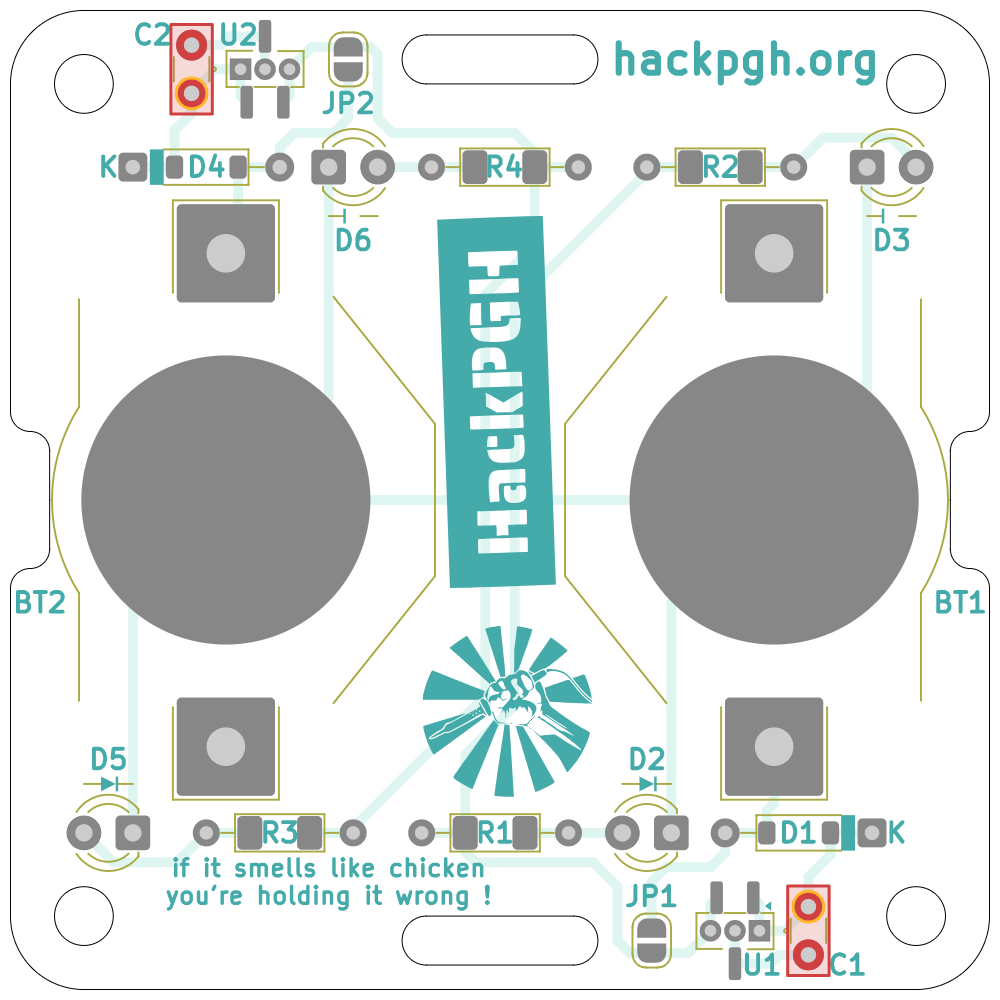 C2 U2
hackpgh.org
JP2
K D4 R4 R2
D6 D3
HackPGH
BT2 BT1
D5 D2
R3 R1 D1 K
if it smells like chicken
you're holding it wrong !
JP1
U1 C1